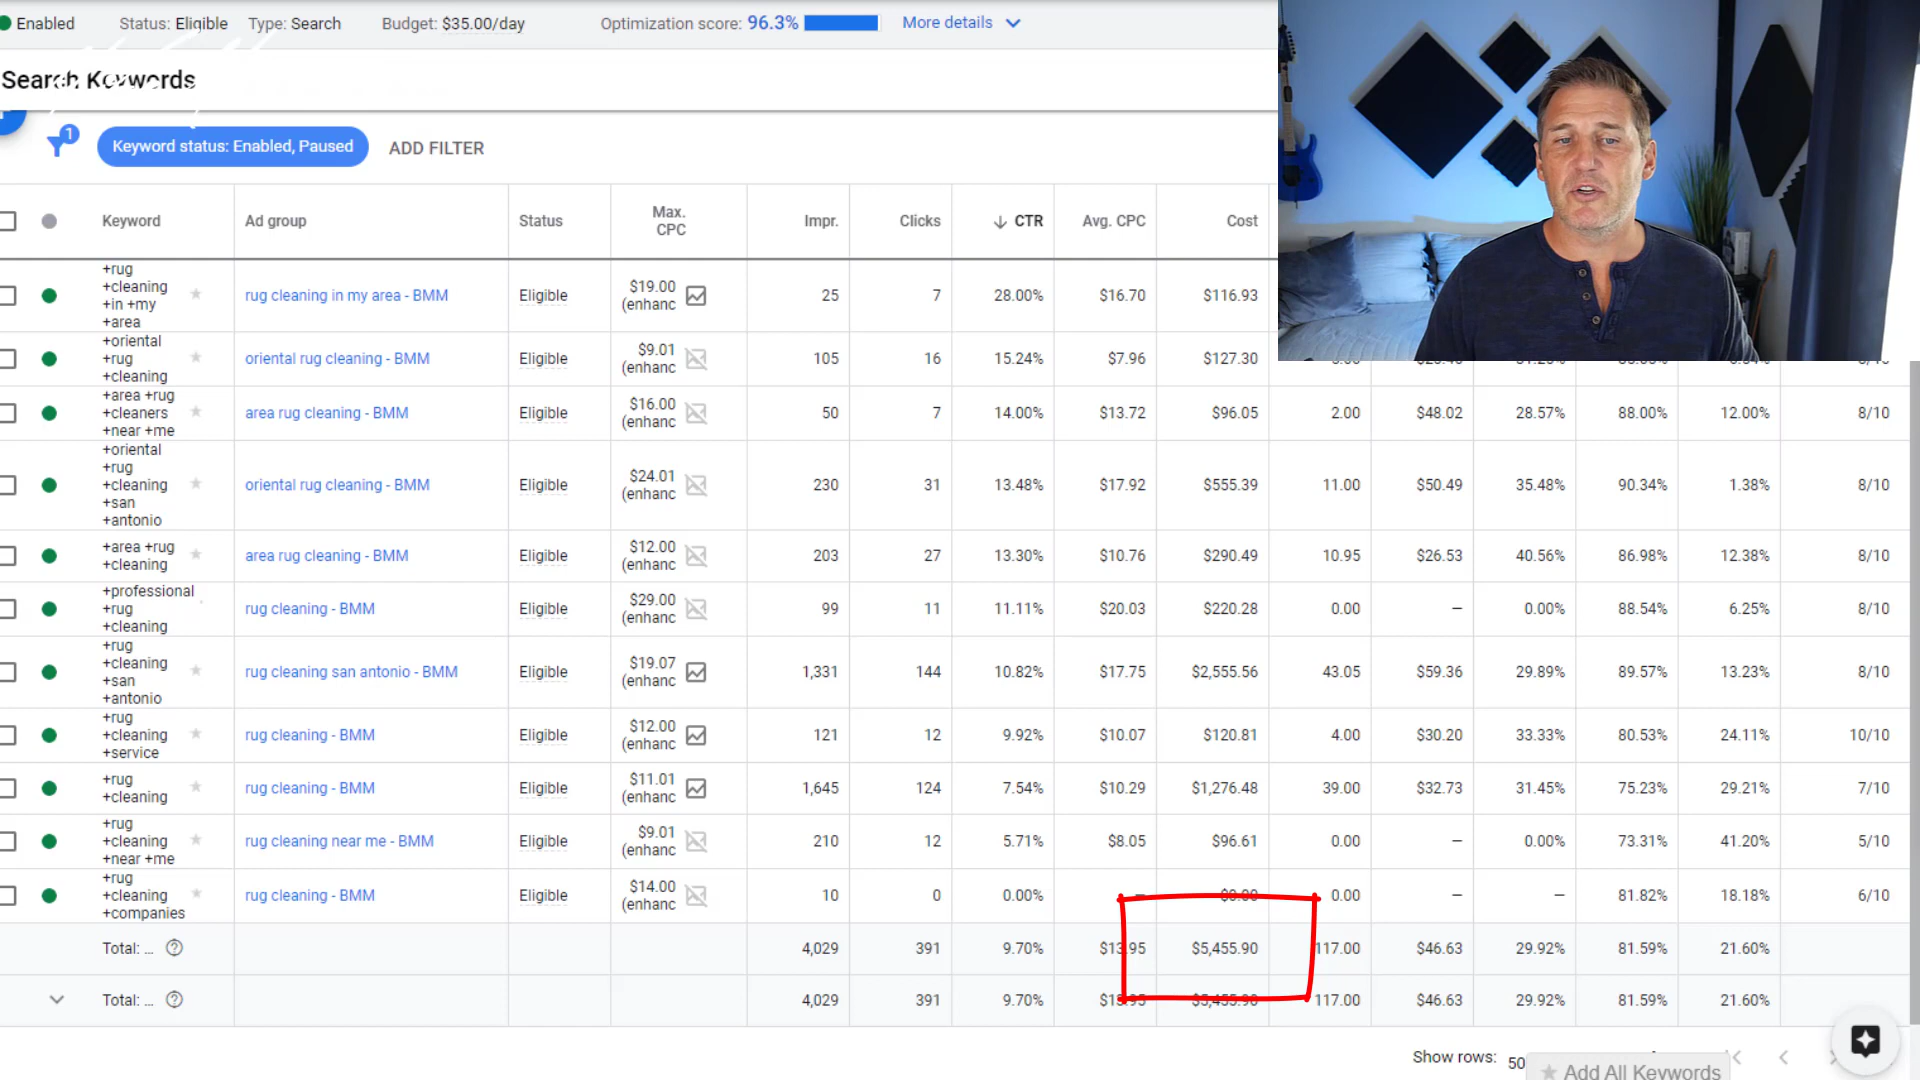 Enabled Status: Eligible Type: Search Budget: $35.00/day Optimization score: 96.3% More details
Search Keywords
1 Keyword status: Enabled, Paused ADD FILTER
Keyword Ad group Status Max. CPC Impr. Clicks CTR Avg. CPC Cost
+rug +cleaning +in +my +area rug cleaning in my area - BMM Eligible $19.00 (enhanc 25 7 28.00% $16.70 $116.93
+oriental +rug +cleaning oriental rug cleaning - BMM Eligible $9.01 (enhanc 105 16 15.24% $7.96 $127.30
+area +rug +cleaners +near +me area rug cleaning - BMM Eligible $16.00 (enhanc 50 7 14.00% $13.72 $96.05 2.00 $48.02 28.57% 88.00% 12.00% 8/10
+oriental +rug +cleaning +san +antonio oriental rug cleaning - BMM Eligible $24.01 (enhanc 230 31 13.48% $17.92 $555.39 11.00 $50.49 35.48% 90.34% 1.38% 8/10
+area +rug +cleaning area rug cleaning - BMM Eligible $12.00 (enhanc 203 27 13.30% $10.76 $290.49 10.95 $26.53 40.56% 86.98% 12.38% 8/10
+professional +rug +cleaning rug cleaning - BMM Eligible $29.00 (enhanc 99 11 11.11% $20.03 $220.28 0.00 – 0.00% 88.54% 6.25% 8/10
+rug +cleaning +san +antonio rug cleaning san antonio - BMM Eligible $19.07 (enhanc 1,331 144 10.82% $17.75 $2,555.56 43.05 $59.36 29.89% 89.57% 13.23% 8/10
+rug +cleaning +service rug cleaning - BMM Eligible $12.00 (enhanc 121 12 9.92% $10.07 $120.81 4.00 $30.20 33.33% 80.53% 24.11% 10/10
+rug +cleaning rug cleaning - BMM Eligible $11.01 (enhanc 1,645 124 7.54% $10.29 $1,276.48 39.00 $32.73 31.45% 75.23% 29.21% 7/10
+rug +cleaning +near +me rug cleaning near me - BMM Eligible $9.01 (enhanc 210 12 5.71% $8.05 $96.61 0.00 – 0.00% 73.31% 41.20% 5/10
+rug +cleaning +companies rug cleaning - BMM Eligible $14.00 (enhanc 10 0 0.00% – $0.00 0.00 – – 81.82% 18.18% 6/10
Total: ... 4,029 391 9.70% $13.95 $5,455.90 117.00 $46.63 29.92% 81.59% 21.60%
Total: ... 4,029 391 9.70% $13.95 $5,455.90 117.00 $46.63 29.92% 81.59% 21.60%
Show rows: 50
Add All Keywords